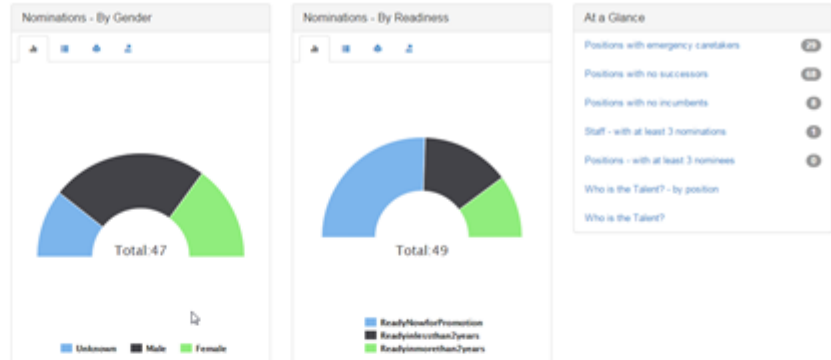 Nominations - By Gender
Total:47
Unknown Male Female
Nominations - By Readiness
Total:49
ReadyNowforPromotion
Readyinlessthan2years
Readyinmorethan2years
At a Glance
Positions with emergency caretakers 29
Positions with no successors 68
Positions with no incumbents
Staff - with at least 3 nominations 1
Positions - with at least 3 nominees 0
Who is the Talent? - by position
Who is the Talent?